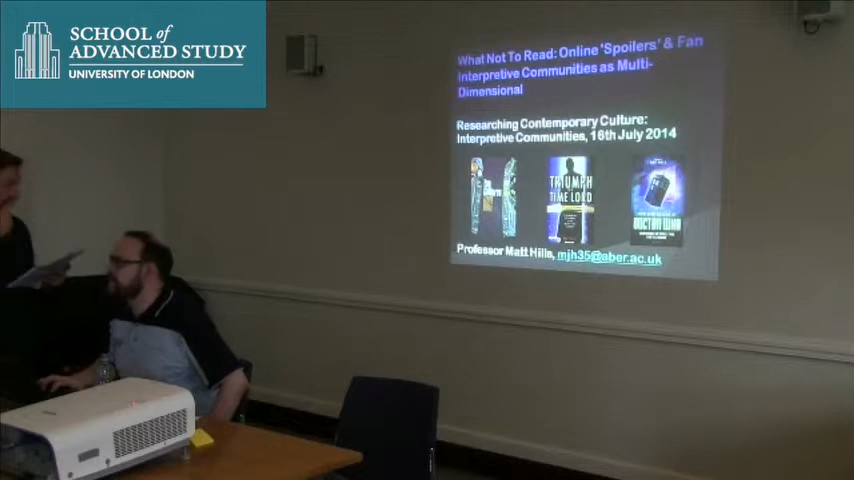 SCHOOL of
ADVANCED STUDY
UNIVERSITY OF LONDON
What Not To Read: Online 'Spoilers' & Fan
Interpretive Communities as Multi-
Dimensional
Researching Contemporary Culture:
Interpretive Communities, 16th July 2014
TRIUMPH
TIME LORD
DOCTOR WHO
Professor Matt Hills, mjh35@aber.ac.uk